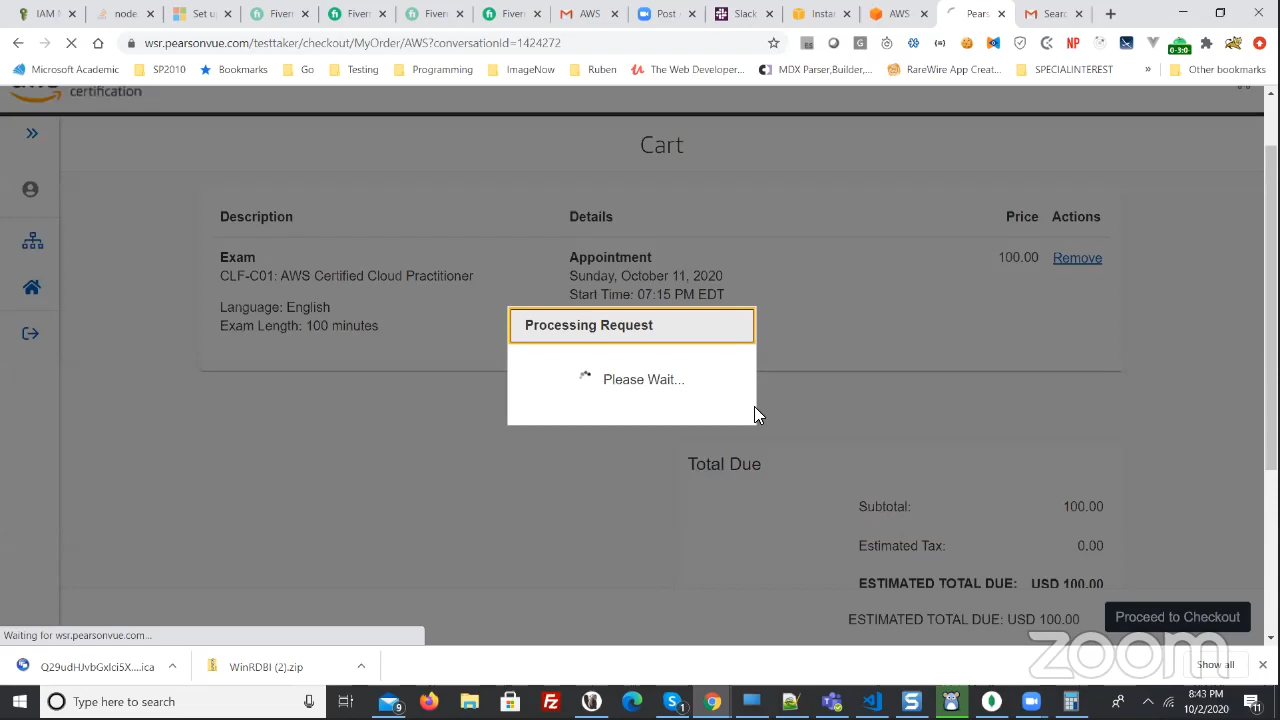 IAM M
node
Set u
Fiverr
Fiverr
Fiverr
Fiverr
AWS
Post
Slack
Instar
AWS
Pears
Searc
wsr.pearsonvue.com/testtaker/checkout/MyOrder/AWS?conversationId=1424272
Microsoft Academic
SP2010
Bookmarks
Go
Testing
Programming
ImageNow
Ruben
The Web Developer...
MDX Parser,Builder,...
RareWire App Creat...
SPECIALINTEREST
»
Other bookmarks
certification
Cart
Description
Details
Price
Actions
Exam
Appointment
100.00
Remove
CLF-C01: AWS Certified Cloud Practitioner
Sunday, October 11, 2020
Start Time: 07:15 PM EDT
Language: English
Exam Length: 100 minutes
Processing Request
Please Wait...
Total Due
Subtotal:
100.00
Estimated Tax:
0.00
ESTIMATED TOTAL DUE:
USD 100.00
ESTIMATED TOTAL DUE: USD 100.00
Proceed to Checkout
Waiting for wsr.pearsonvue.com...
zoom
WinRDBI (2).zip
Show all
Type here to search
8:43 PM
10/2/2020